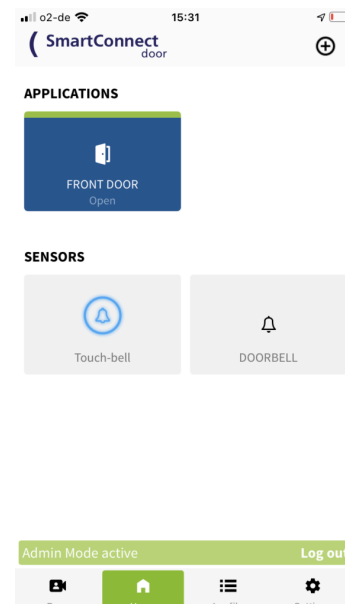 o2-de 15:31
SmartConnect
door
APPLICATIONS
FRONT DOOR
Open
SENSORS
Touch-bell DOORBELL
Admin Mode active Log out